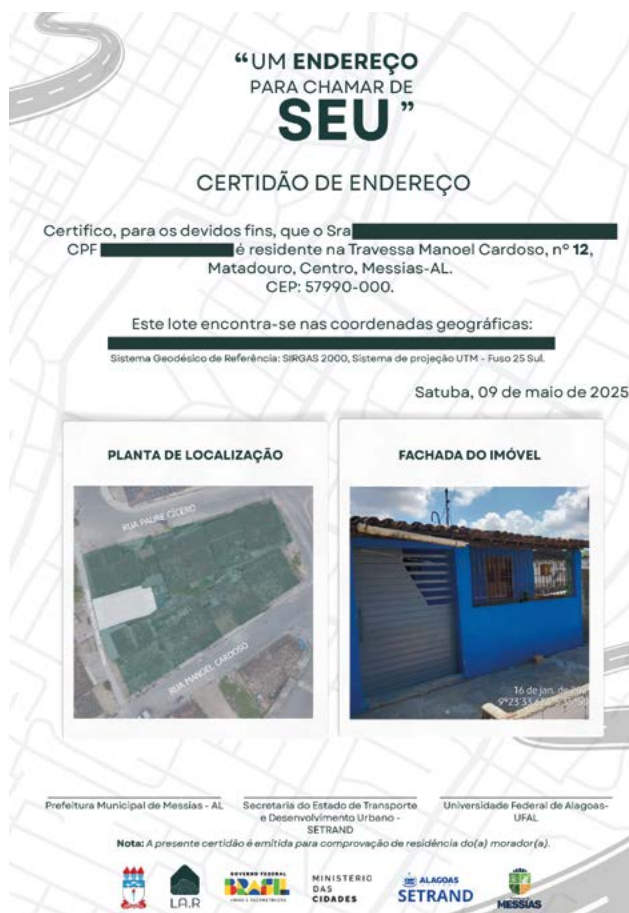 “UM ENDEREÇO
PARA CHAMAR DE
SEU”
CERTIDÃO DE ENDEREÇO
Certifico, para os devidos fins, que o Sra
CPF é residente na Travessa Manoel Cardoso, nº 12,
Matadouro, Centro, Messias-AL.
CEP: 57990-000.
Este lote encontra-se nas coordenadas geográficas:
Sistema Geodésico de Referência: SIRGAS 2000, Sistema de projeção UTM - Fuso 25 Sul.
Satuba, 09 de maio de 2025
PLANTA DE LOCALIZAÇÃO
RUA PADRE CÍCERO
RUA MANOEL CARDOSO
FACHADA DO IMÓVEL
16 de jan. de
Prefeitura Municipal de Messias - AL
Secretaria do Estado de Transporte
e Desenvolvimento Urbano -
SETRAND
Universidade Federal de Alagoas-
UFAL
Nota: A presente certidão é emitida para comprovação de residência do(a) morador(a).
LA.R
GOVERNO FEDERAL
BRASIL
UNIÃO E RECONSTRUÇÃO
MINISTÉRIO
DAS
CIDADES
ALAGOAS
SETRAND
MESSIAS